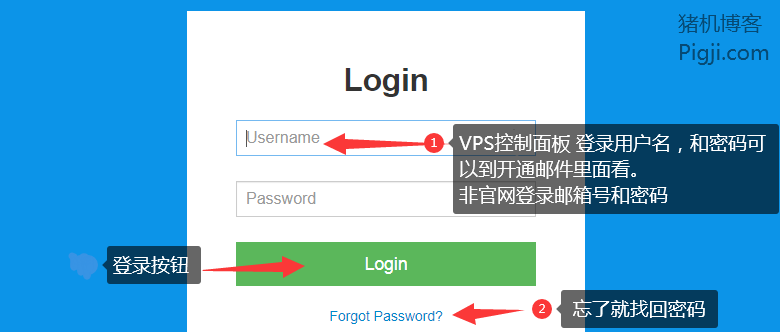 猪机博客
Pigji.com
Login
Username
1
VPS控制面板 登录用户名，和密码可
以到开通邮件里面看。
非官网登录邮箱号和密码
Password
登录按钮
Login
Forgot Password?
2
忘了就找回密码